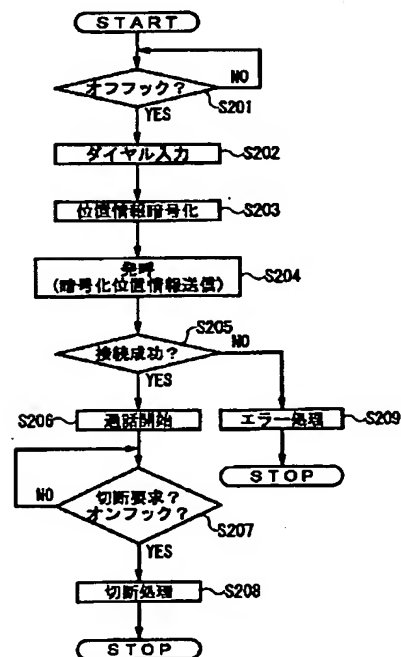 START
オフフック?
NO
S201
YES
ダイヤル入力
S202
位置情報暗号化
S203
発呼
(暗号化位置情報送信)
S204
S205
接続成功?
NO
YES
S206
通話開始
エラー処理
S209
STOP
NO
切断要求?
オンフック?
S207
YES
切断処理
S208
STOP